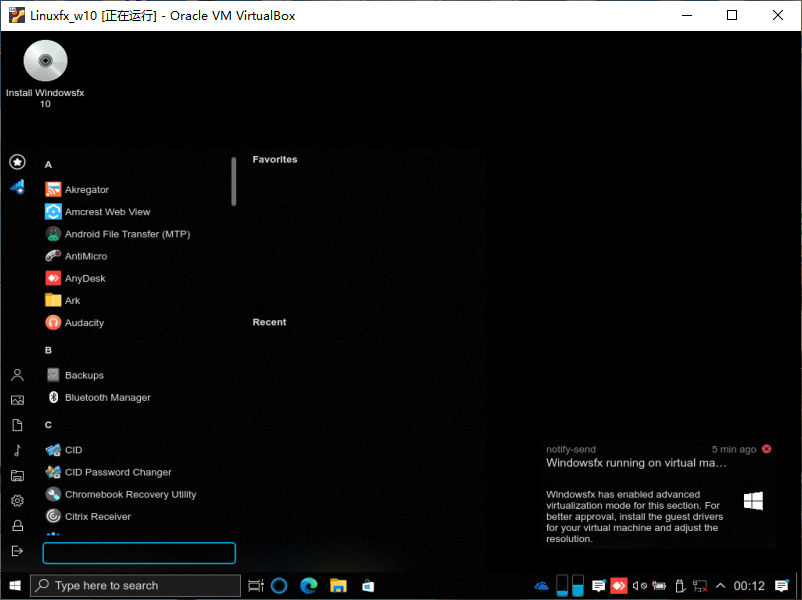 Linuxfx_w10 [正在运行] - Oracle VM VirtualBox
Install Windowsfx
10
A
Akregator
Amcrest Web View
Android File Transfer (MTP)
AntiMicro
AnyDesk
Ark
Audacity
B
Backups
Bluetooth Manager
C
CID
CID Password Changer
Chromebook Recovery Utility
Citrix Receiver
Favorites
Recent
notify-send 5 min ago
Windowsfx running on virtual ma...
Windowsfx has enabled advanced
virtualization mode for this section. For
better approval, install the guest drivers
for your virtual machine and adjust the
resolution.
Type here to search
00:12